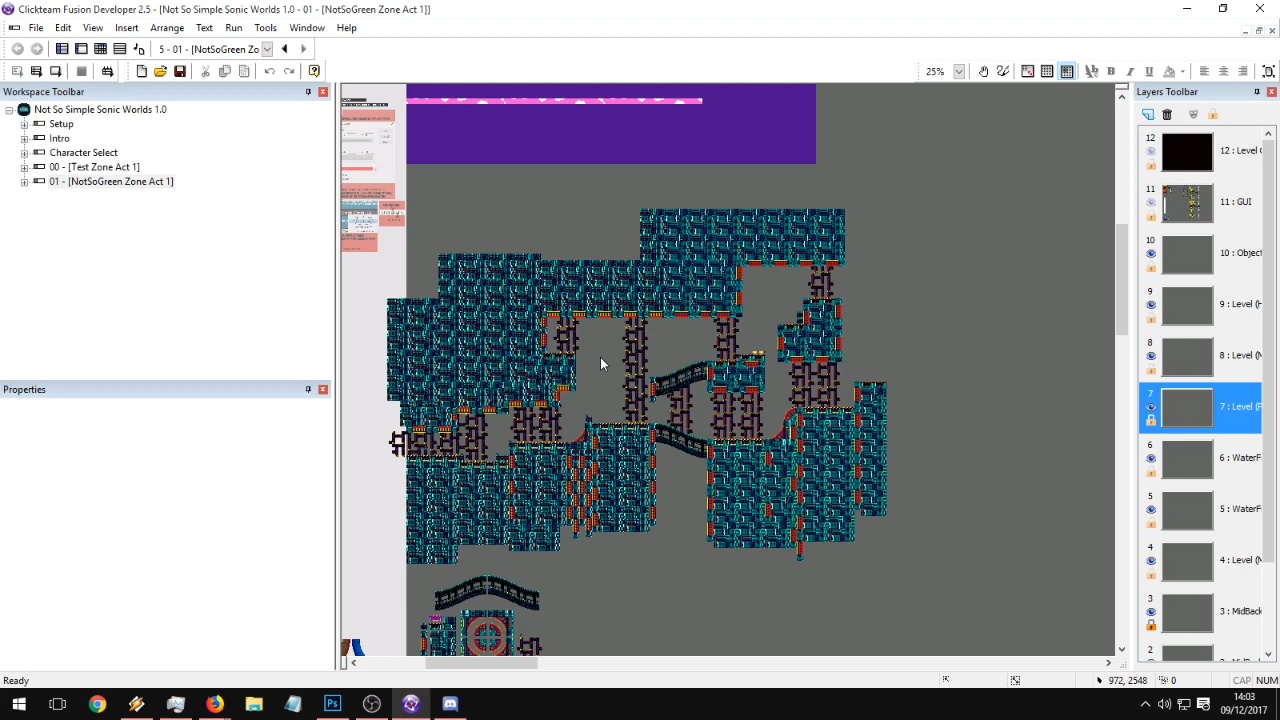 Clickteam Fusion Developer 2.5 - [Not So Simple Sonic Worlds 1.0 - 01 - [NotSoGreen Zone Act 1]]
File Edit View Insert Arrange Text Run Tools Window Help
5 - 01 - [NotSoGreen Zo
25%
B I U
Workspace Toolbar
Layers Toolbar
Not So Simple Sonic Worlds 1.0
Setup
Intro
Character Select
00 - [Test Zone Act 1]
01 - [NotSoGreen Zone Act 1]
Properties
12
12 : Level
11
11 : GUI
10
10 : Object
9
9 : Level (
8
8 : Level (
7
7 : Level (
6
6 : WaterF
5
5 : WaterF
4
4 : Level (
3
3 : MidBack
2
Ready
972, 2548
0
CAP NUM
Ps
14:03
09/12/2017